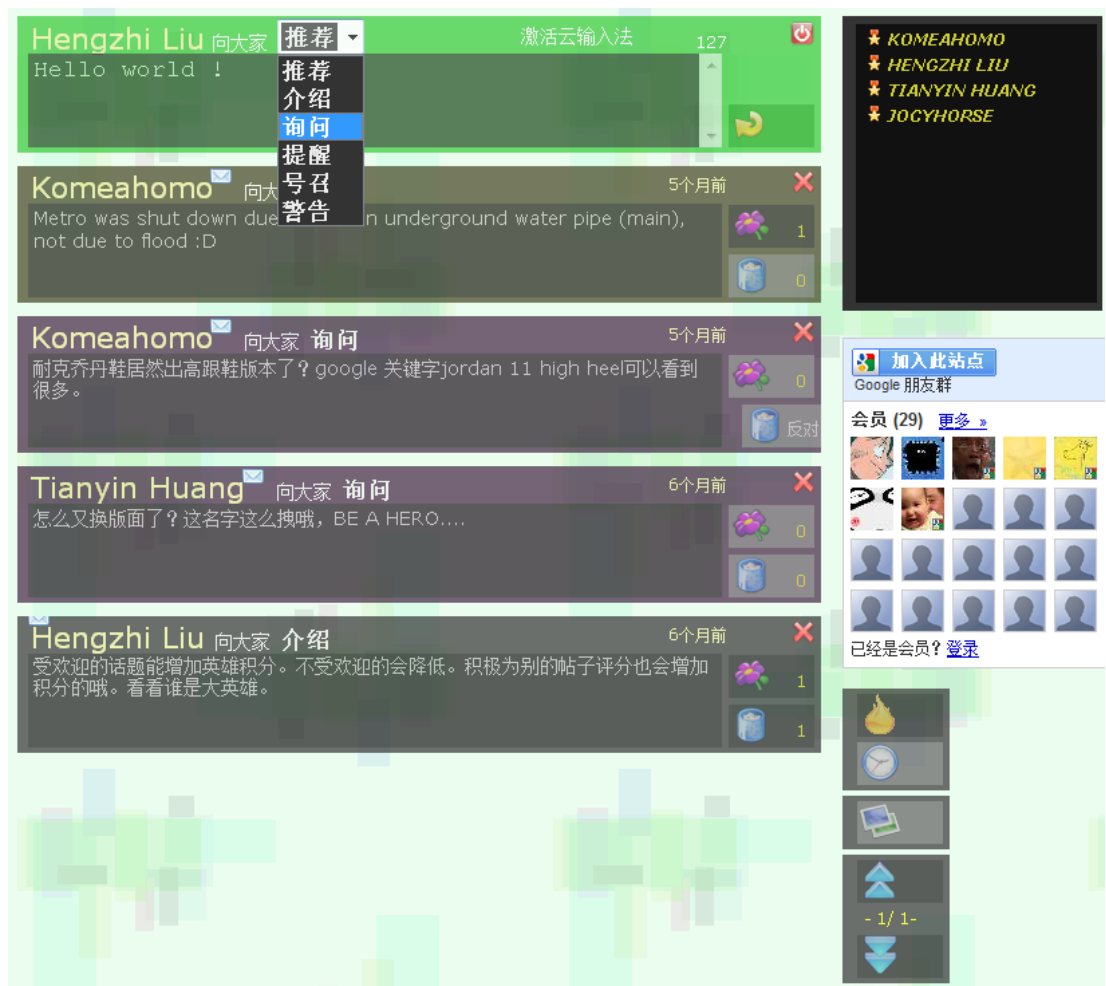 Hengzhi Liu 向大家 推荐
激活云输入法 127
Hello world !
推荐
介绍
询问
提醒
号召
警告
Komeahomo 向大 5个月前
Metro was shut down due n underground water pipe (main),
not due to flood :D
1
0
Komeahomo 向大家 询问 5个月前
耐克乔丹鞋居然出高跟鞋版本了？google 关键字jordan 11 high heel可以看到
很多。
0
反对
Tianyin Huang 向大家 询问 6个月前
怎么又换版面了？这名字这么拽哦，BE A HERO....
0
0
Hengzhi Liu 向大家 介绍 6个月前
受欢迎的话题能增加英雄积分。不受欢迎的会降低。积极为别的帖子评分也会增加
积分的哦。看看谁是大英雄。
1
1
KOMEAHOMO
HENGZHI LIU
TIANYIN HUANG
JOCYHORSE
加入此站点
Google 朋友群
会员 (29) 更多 »
已经是会员？登录
- 1/ 1-